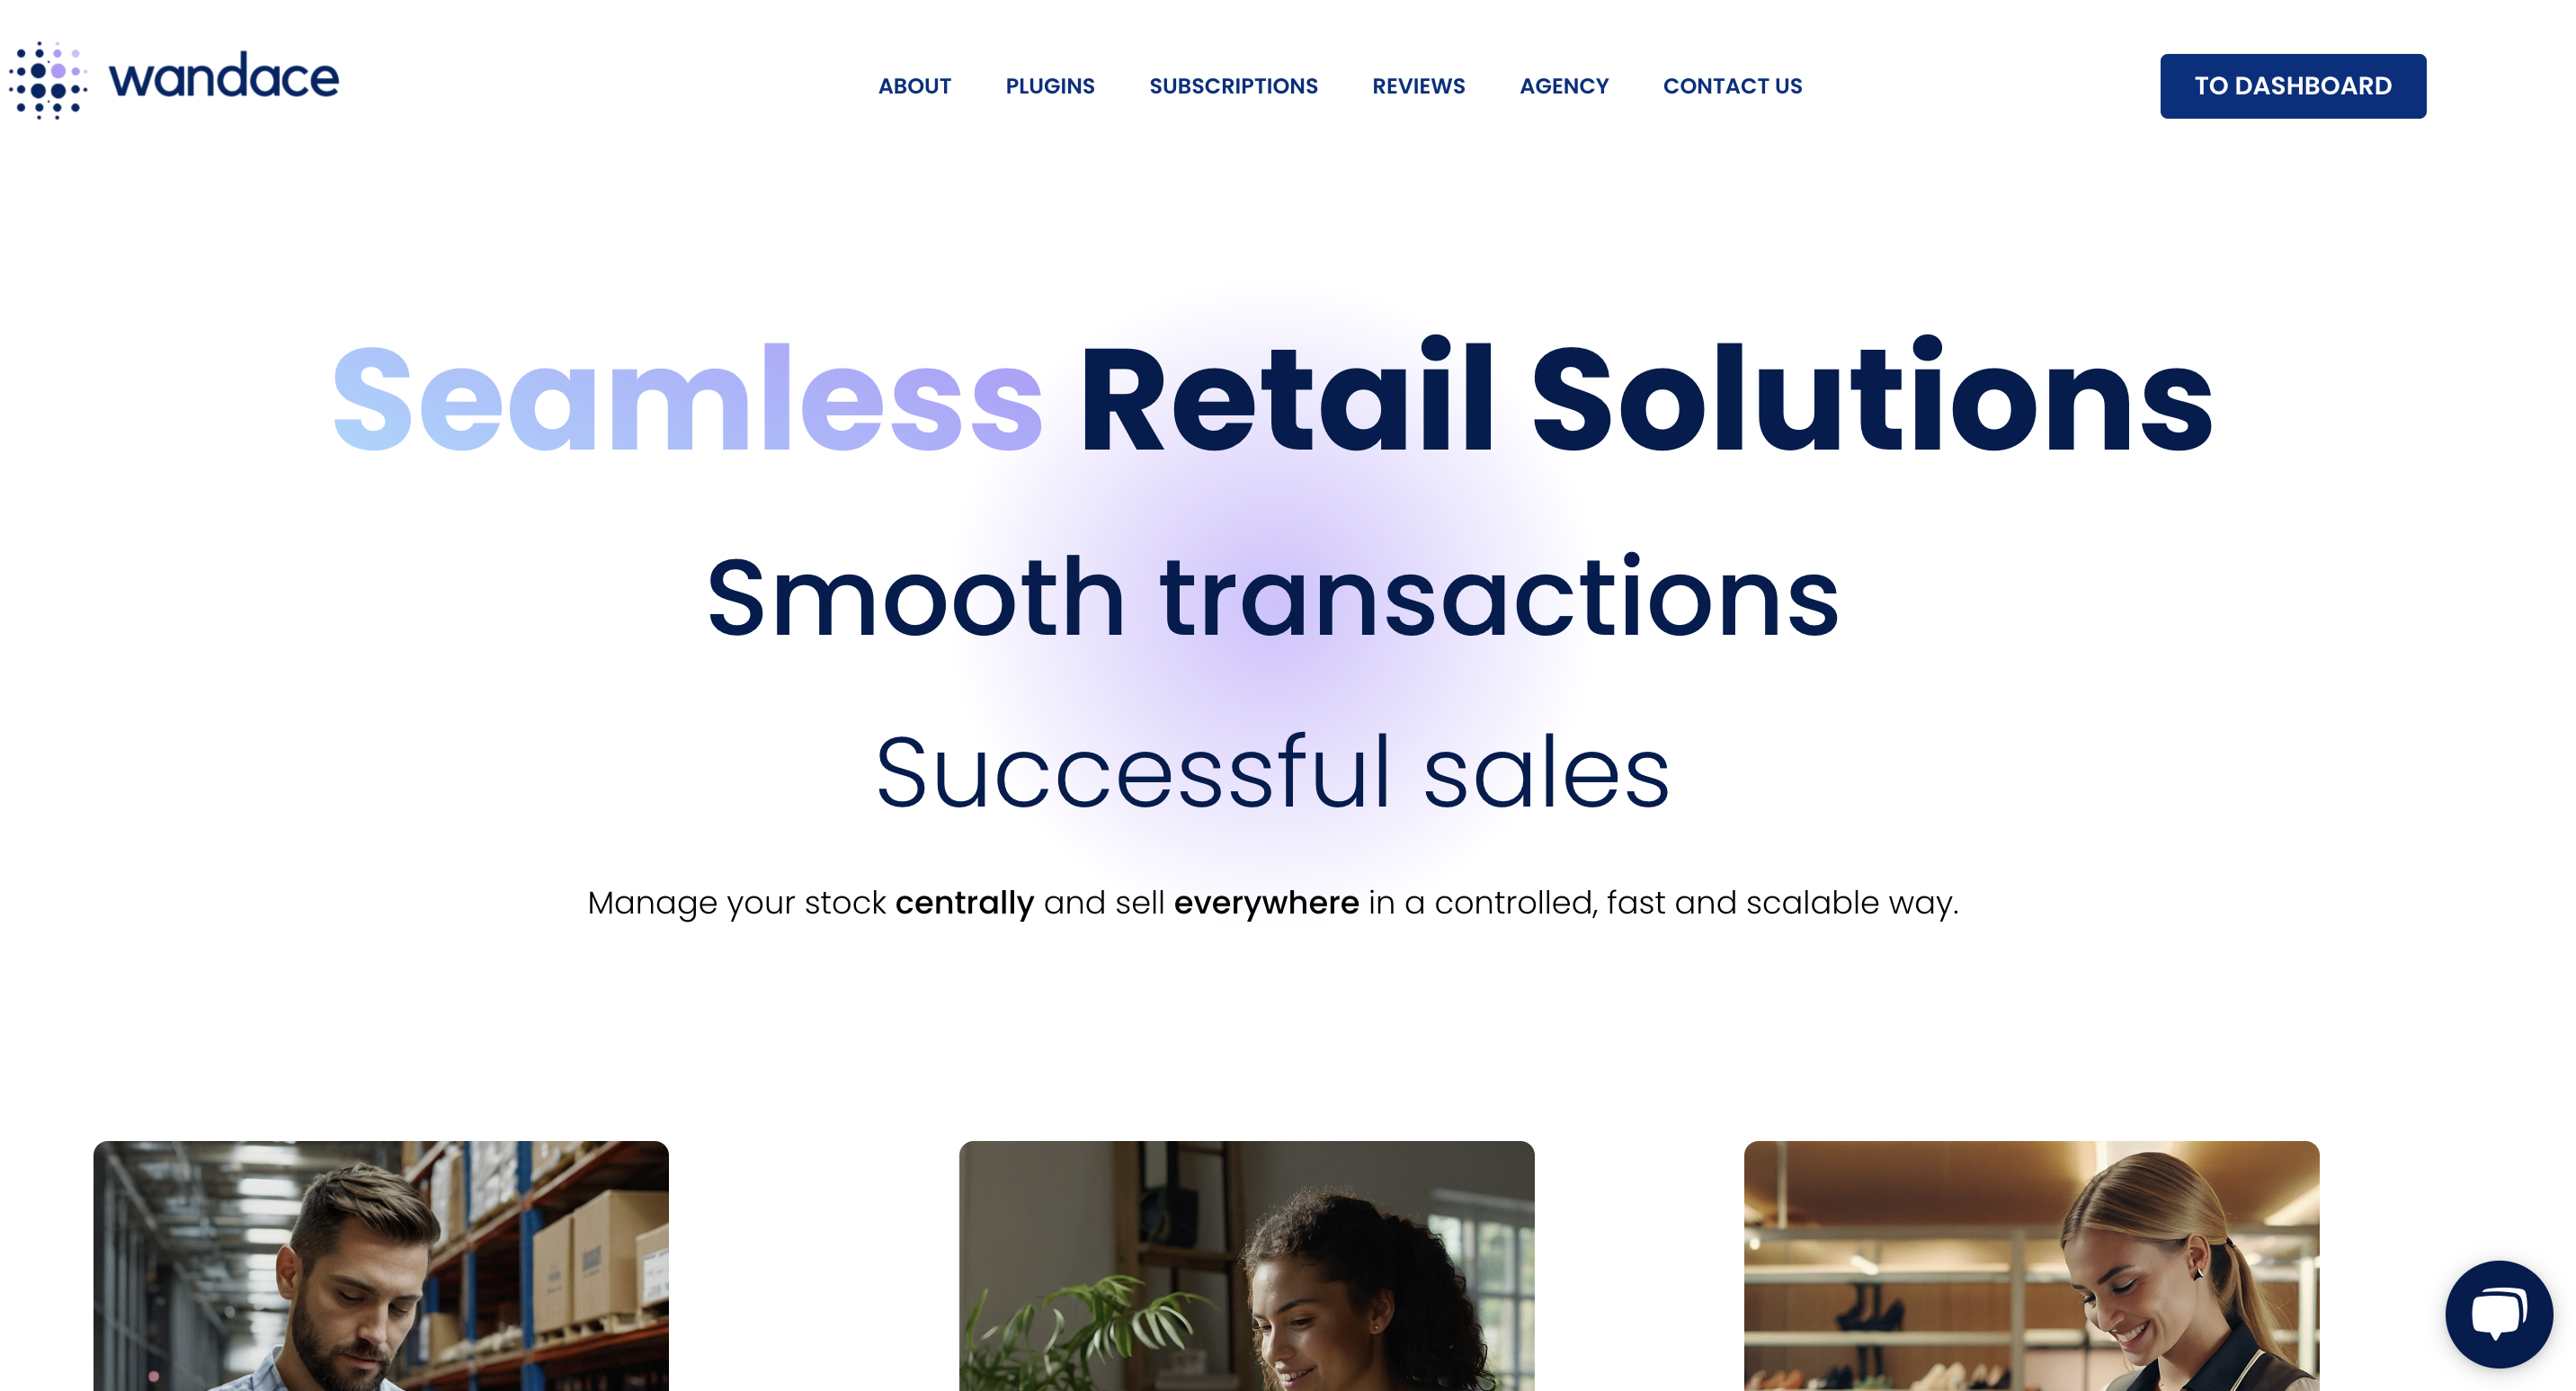 wandace
ABOUT PLUGINS SUBSCRIPTIONS REVIEWS AGENCY CONTACT US
TO DASHBOARD
Seamless Retail Solutions
Smooth transactions
Successful sales
Manage your stock centrally and sell everywhere in a controlled, fast and scalable way.